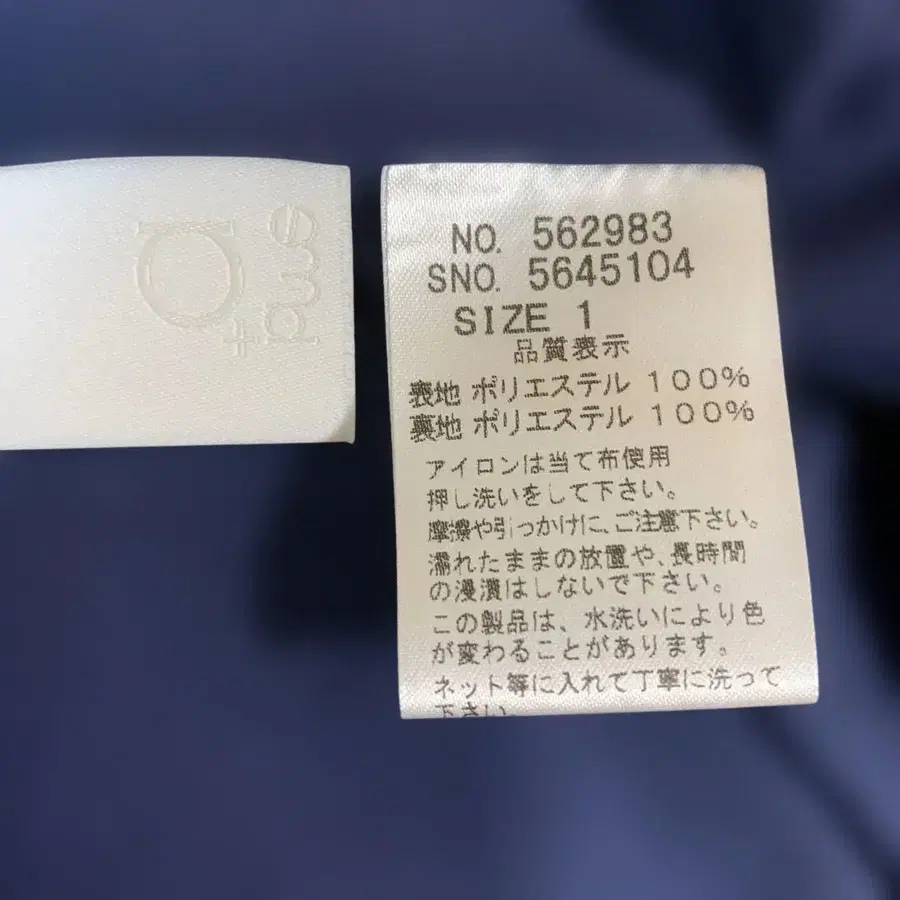 NO. 562983
SNO. 5645104
SIZE 1
品質表示
表地 ポリエステル 100%
裏地 ポリエステル 100%
アイロンは当て布使用
押し洗いをして下さい。
摩擦や引っかけに、ご注意下さい。
濡れたままの放置や、長時間
の浸漬はしないで下さい。
この製品は、水洗いにより色
が変わることがあります。
ネット等に入れて丁寧に洗って
下さい。